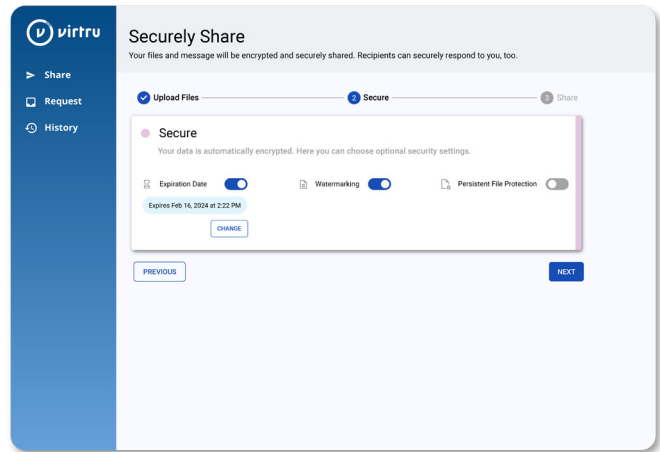 virtru
Share
Request
History
Securely Share
Your files and message will be encrypted and securely shared. Recipients can securely respond to you, too.
Upload Files
2 Secure
3 Share
Secure
Your data is automatically encrypted. Here you can choose optional security settings.
Expiration Date
Watermarking
Persistent File Protection
Expires Feb 16, 2024 at 2:22 PM
CHANGE
PREVIOUS
NEXT